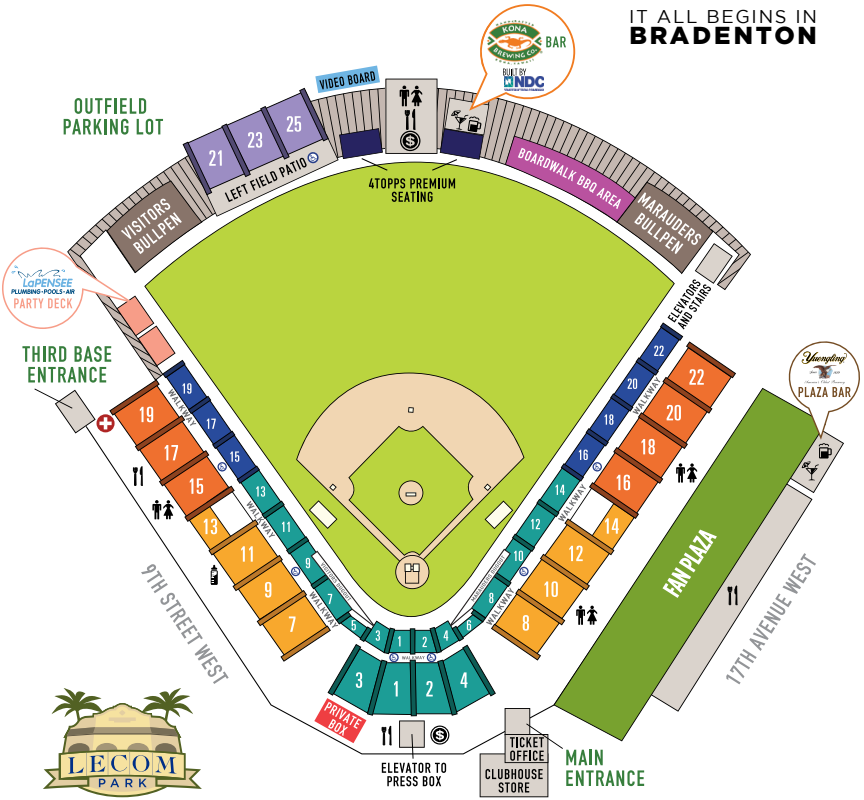 IT ALL BEGINS IN
BRADENTON
KONA
BREWING CO.
BAR
BUILT BY
NDC
VIDEO BOARD
OUTFIELD
PARKING LOT
21
23
25
LEFT FIELD PATIO
4TOPPS PREMIUM
SEATING
BOARDWALK BBQ AREA
VISITORS
BULLPEN
MARAUDERS
BULLPEN
LaPENSEE
PLUMBING•POOLS•AIR
PARTY DECK
ELEVATORS
AND STAIRS
THIRD BASE
ENTRANCE
Yuengling
PLAZA BAR
19
17
15
13
11
9
7
5
3
1
2
4
6
8
10
12
14
16
18
20
22
WALKWAY
WALKWAY
WALKWAY
WALKWAY
WALKWAY
WALKWAY
WALKWAY
19
17
15
13
11
9
7
3
1
2
4
8
10
12
14
16
18
20
22
FAN PLAZA
9TH STREET WEST
17TH AVENUE WEST
PRIVATE
BOX
ELEVATOR TO
PRESS BOX
TICKET
OFFICE
CLUBHOUSE
STORE
MAIN
ENTRANCE
LECOM
PARK